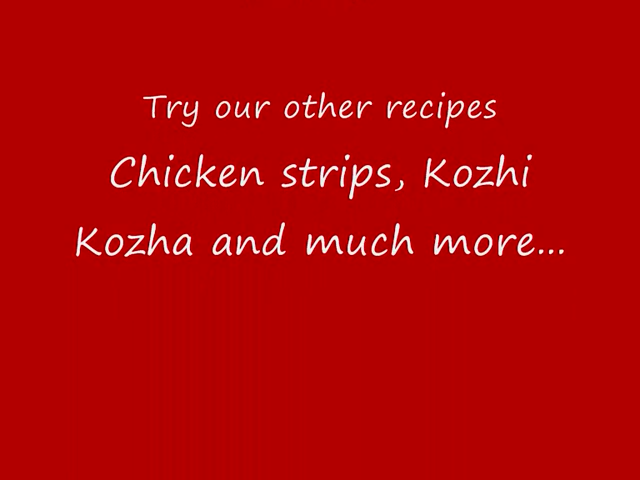 Try our other recipes
Chicken strips, Kozhi
Kozha and much more...